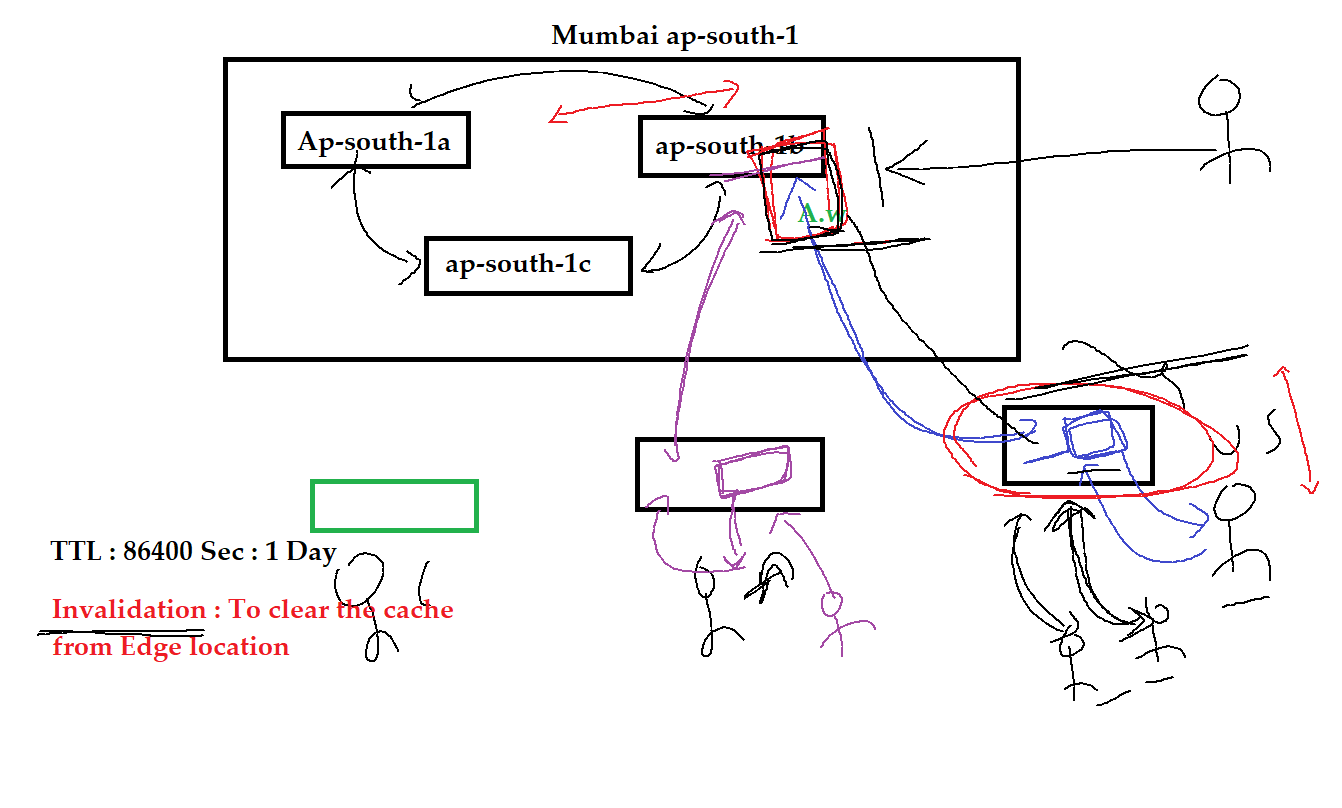 Mumbai ap-south-1
Ap-south-1a
ap-south-1b
A.v
ap-south-1c
TTL : 86400 Sec : 1 Day
Invalidation : To clear the cache
from Edge location